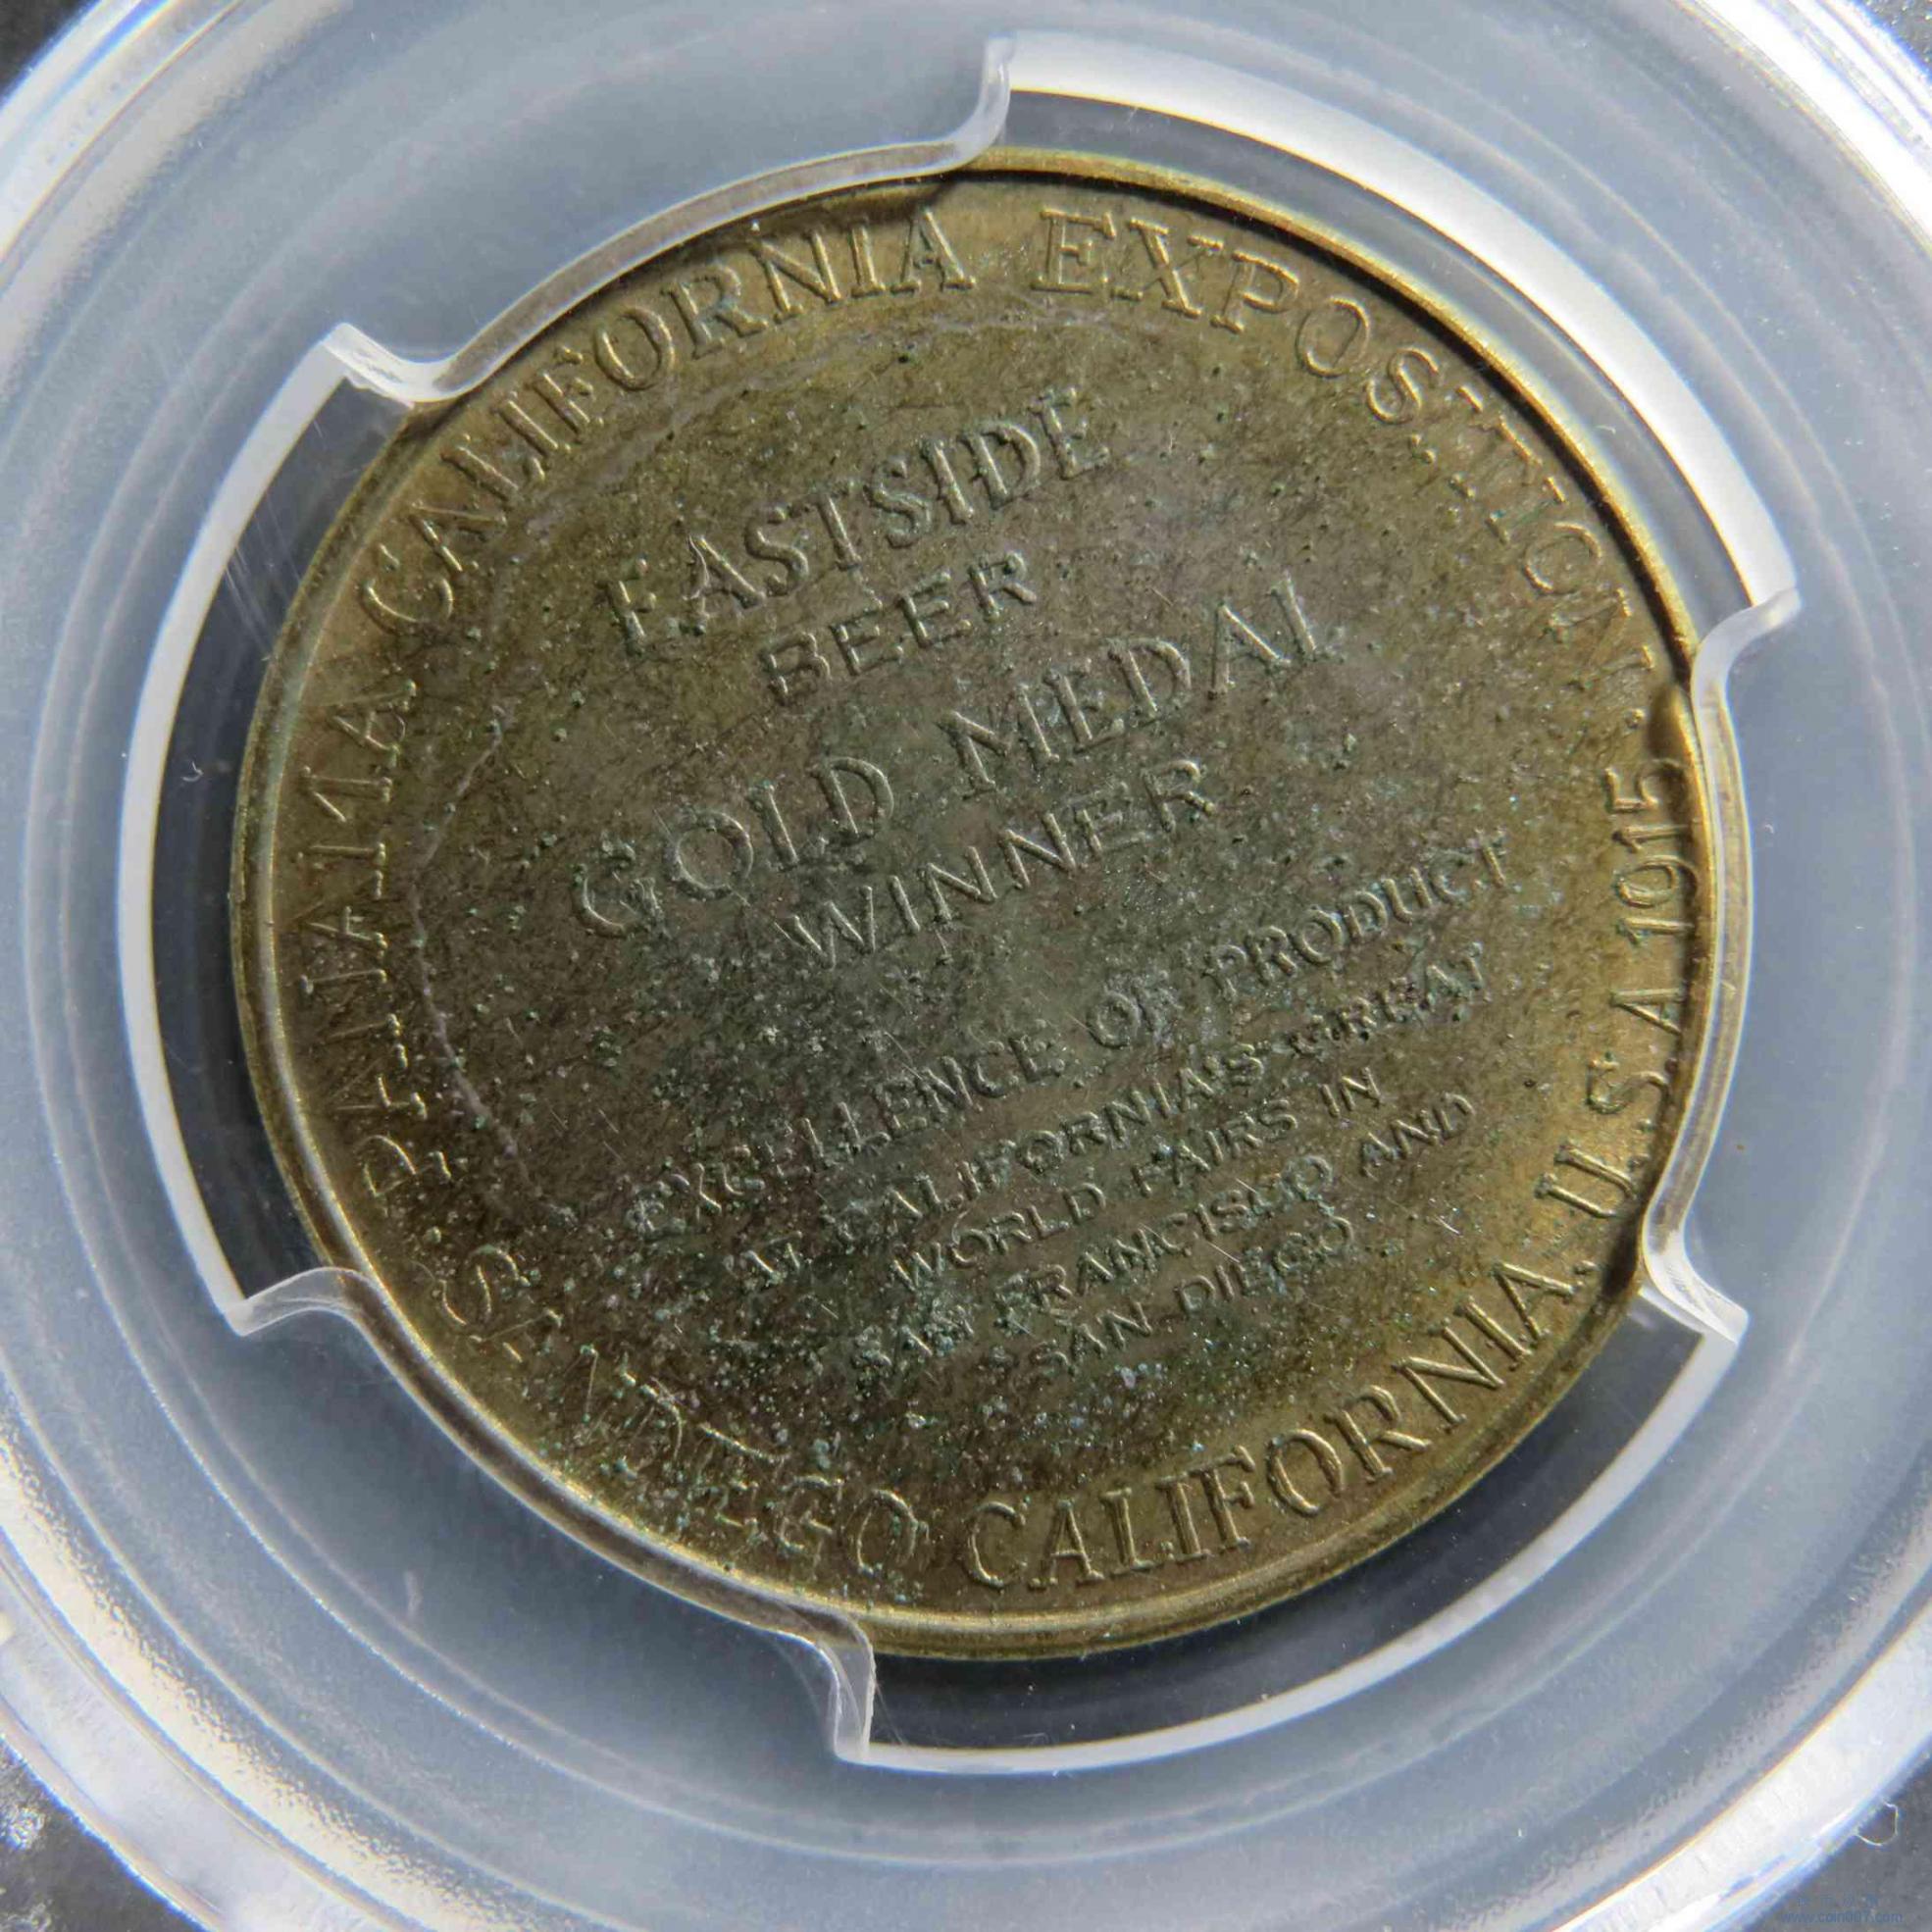 PANAMA CALIFORNIA EXPOSITION.
SAN DIEGO CALIFORNIA. U.S.A 1915.
EASTSIDE
BEER
GOLD MEDAL
WINNER
EXCELLENCE OF PRODUCT
AT CALIFORNIA'S GREAT
WORLD FAIRS IN
SAN FRANCISCO AND
SAN DIEGO